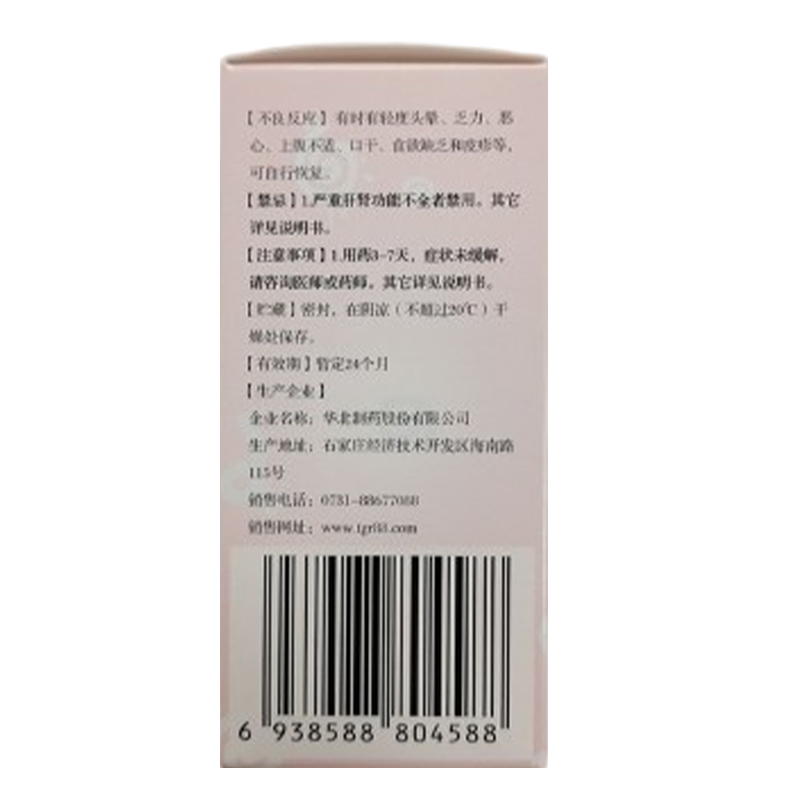 【不良反应】有时有轻度头晕、乏力、恶
心、上腹不适、口干、食欲缺乏和皮疹等,
可自行恢复。
【禁忌】1.严重肝肾功能不全者禁用。其它
详见说明书。
【注意事项】1.用药3-7天,症状未缓解,
请咨询医师或药师。其它详见说明书。
【贮藏】密封,在阴凉(不超过20℃)干
燥处保存。
【有效期】暂定24个月
【生产企业】
企业名称:华北制药股份有限公司
生产地址:石家庄经济技术开发区海南路
115号
销售电话:0731-88677088
销售网址:www.tgr88.com
6 938588 804588